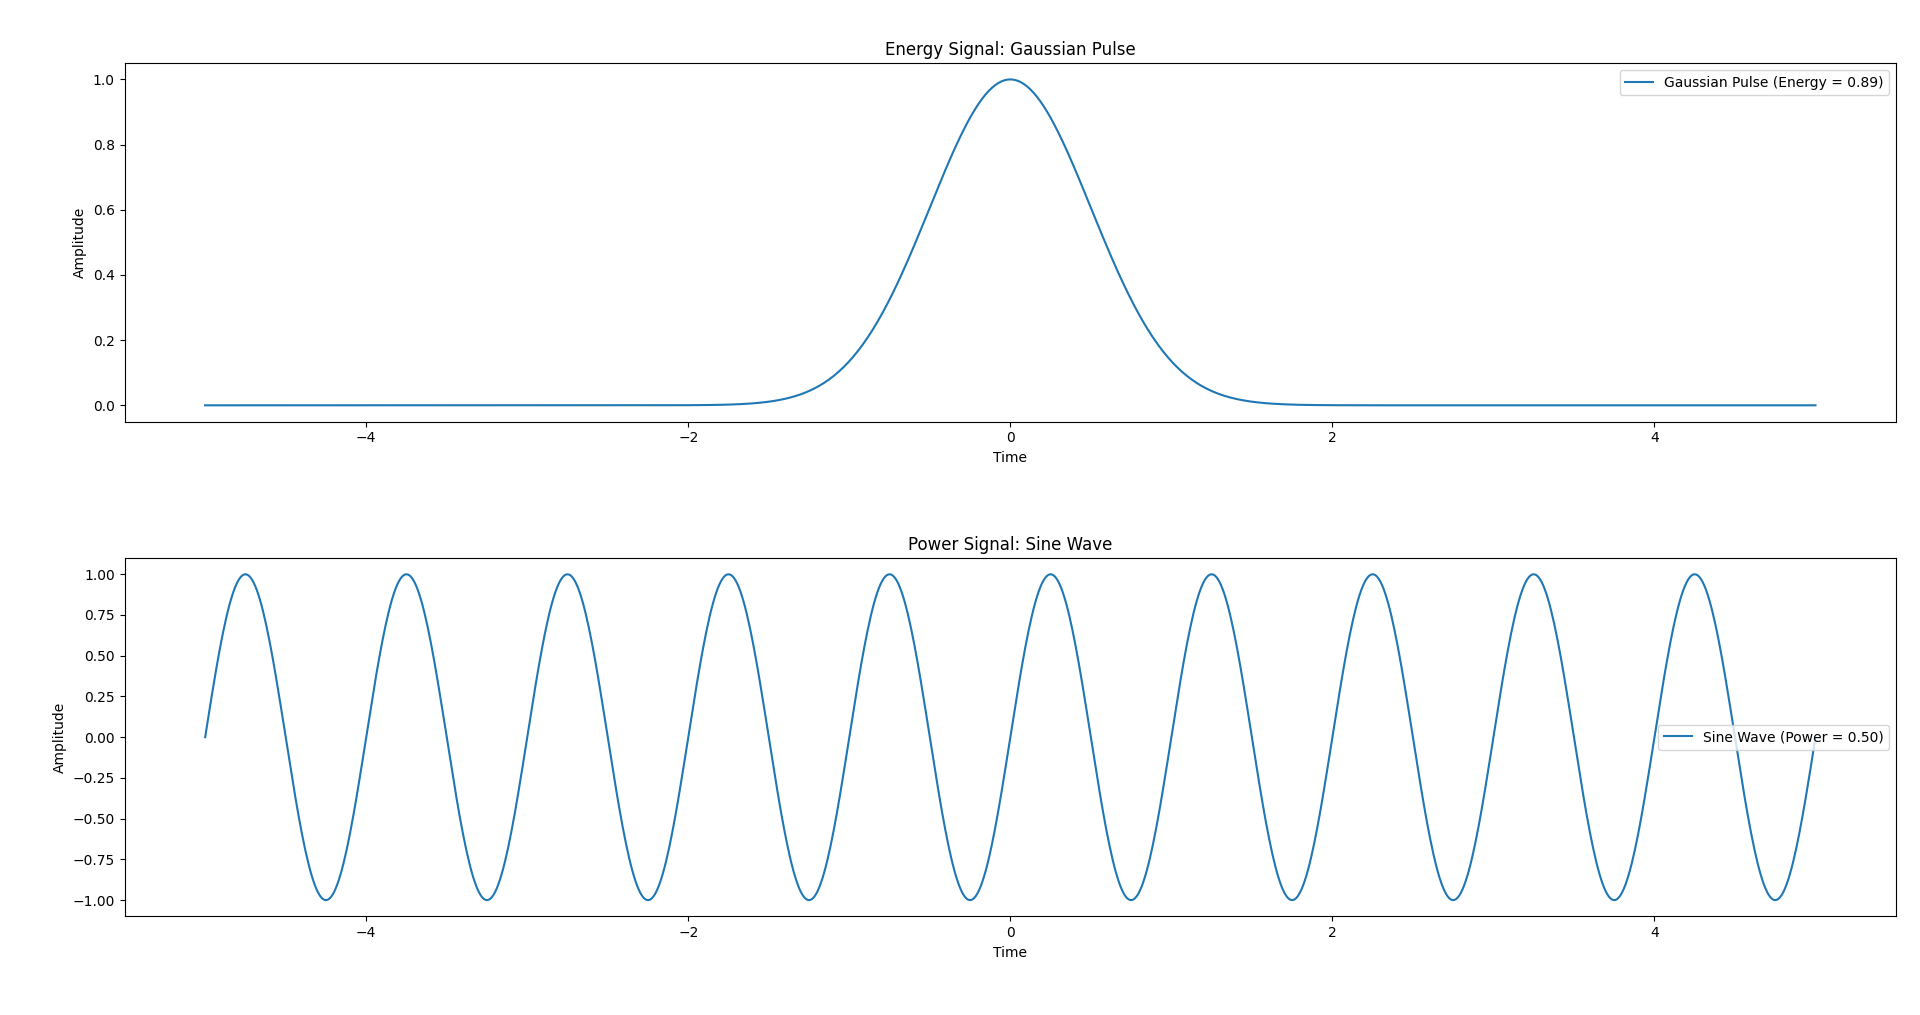 Energy Signal: Gaussian Pulse
Gaussian Pulse (Energy = 0.89)
1.0
0.8
0.6
0.4
0.2
0.0
Amplitude
−4 −2 0 2 4
Time
Power Signal: Sine Wave
1.00
0.75
0.50
0.25
0.00
−0.25
−0.50
−0.75
−1.00
Amplitude
Sine Wave (Power = 0.50)
−4 −2 0 2 4
Time